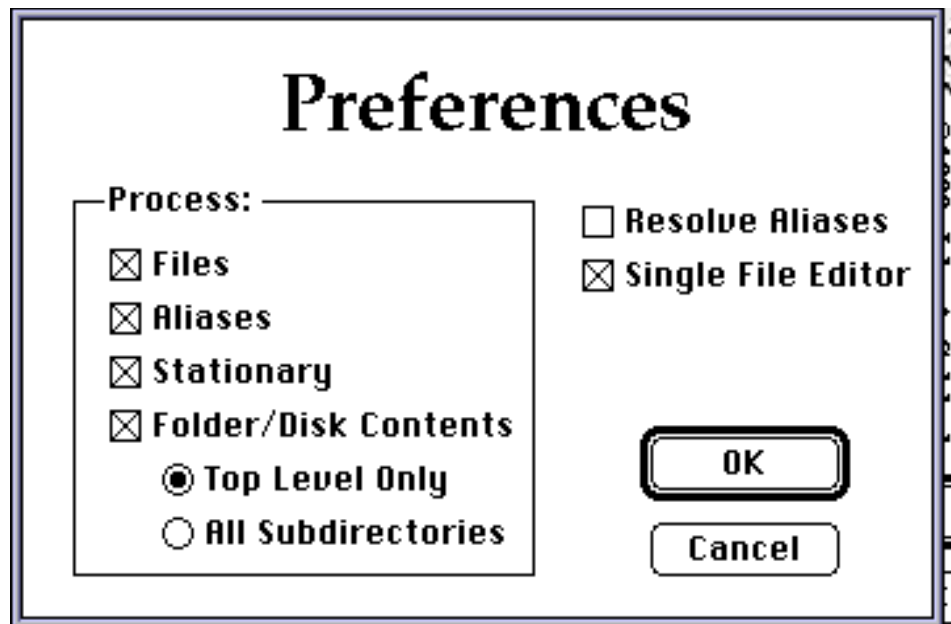 Preferences
Process:
Files
Aliases
Stationary
Folder/Disk Contents
Top Level Only
All Subdirectories
Resolve Aliases
Single File Editor
OK
Cancel